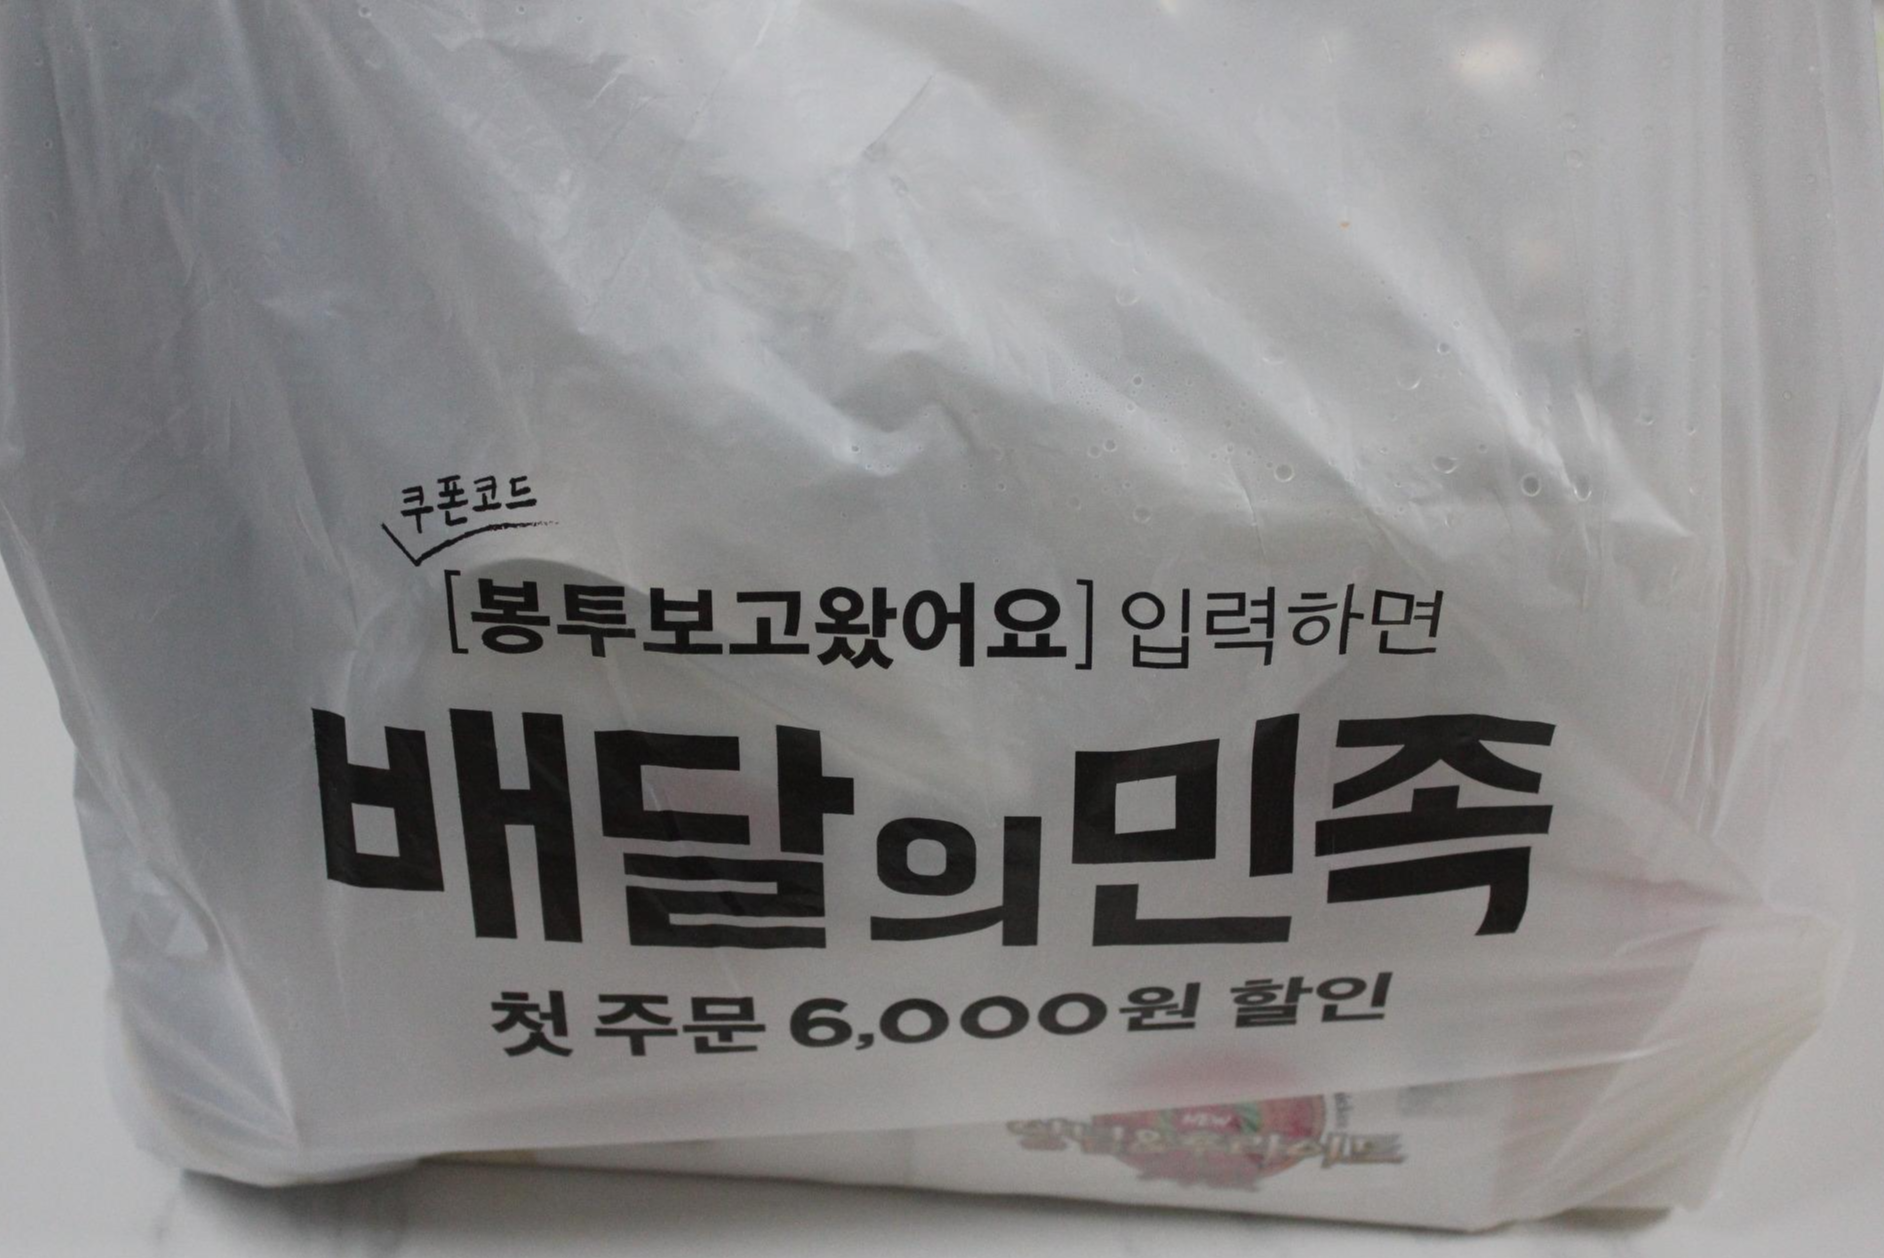 쿠폰코드
[봉투보고왔어요] 입력하면
배달의민족
첫 주문 6,000원 할인
NEW